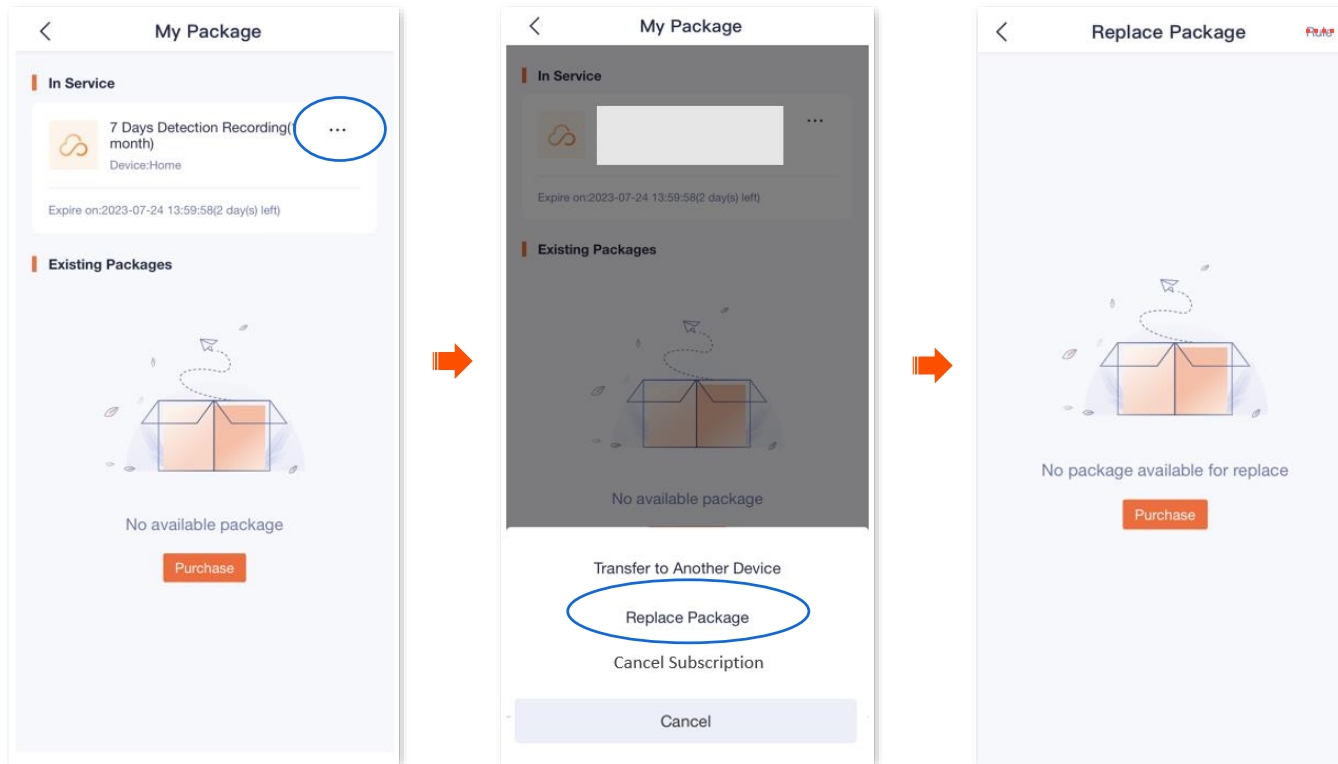 My Package
In Service
7 Days Detection Recording(
month)
...
Device:Home
Expire on:2023-07-24 13:59:58(2 day(s) left)
Existing Packages
No available package
Purchase
My Package
In Service
...
Expire on:2023-07-24 13:59:58(2 day(s) left)
Existing Packages
No available package
Transfer to Another Device
Replace Package
Cancel Subscription
Cancel
Replace Package
Rule
No package available for replace
Purchase